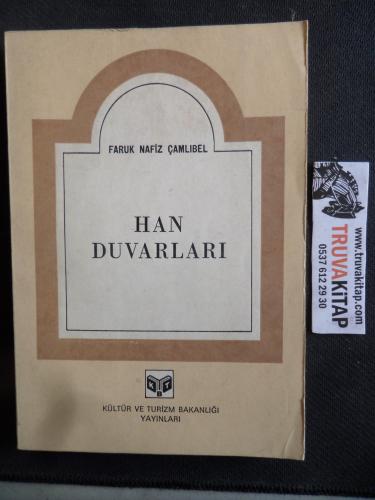 FARUK NAFİZ ÇAMLIBEL
HAN
DUVARLARI
KBT
KÜLTÜR VE TURİZM BAKANLIĞI
YAYINLARI
www.truvakitap.com
TRUVAKİTAP
0537 612 29 30